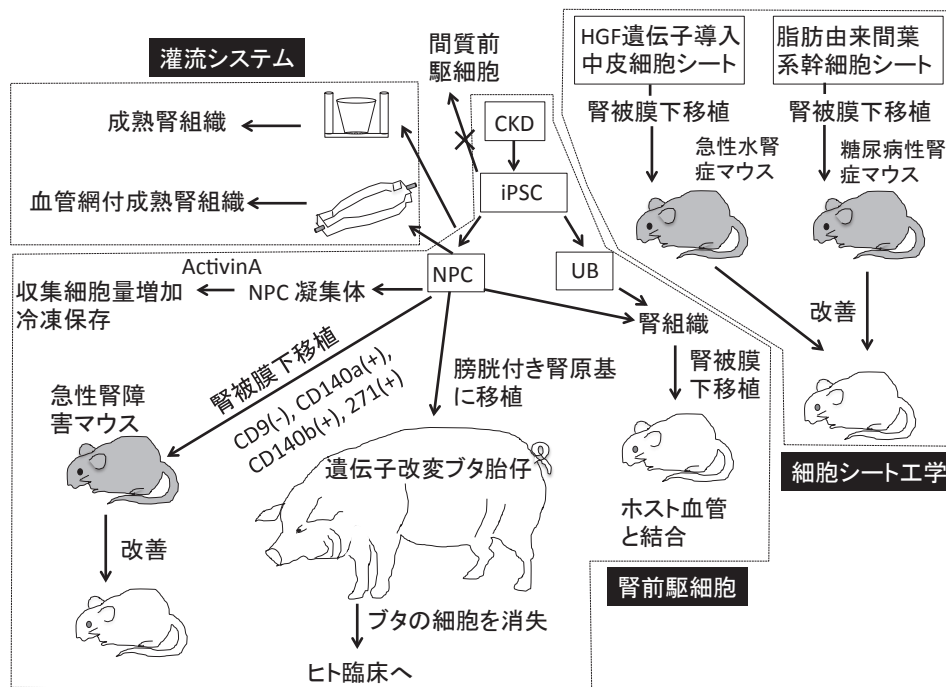 灌流システム
成熟腎組織
血管網付成熟腎組織
間質前
駆細胞
CKD
iPSC
NPC
UB
HGF遺伝子導入
中皮細胞シート
脂肪由来間葉
系幹細胞シート
腎被膜下移植
腎被膜下移植
急性水腎
症マウス
糖尿病性腎
症マウス
改善
細胞シート工学
ActivinA
収集細胞量増加
冷凍保存
NPC 凝集体
腎組織
腎被膜
下移植
ホスト血管
と結合
腎前駆細胞
腎被膜下移植
CD9(-), CD140a(+),
CD140b(+), 271(+)
急性腎障
害マウス
改善
膀胱付き腎原基
に移植
遺伝子改変ブタ胎仔
ブタの細胞を消失
ヒト臨床へ